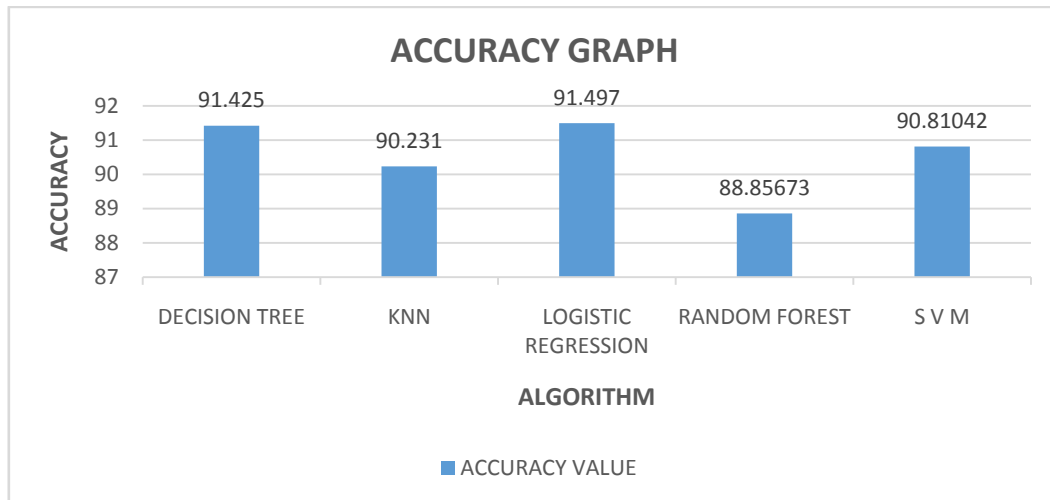 ACCURACY GRAPH
ACCURACY
92
91
90
89
88
87
91.425
90.231
91.497
88.85673
90.81042
DECISION TREE
KNN
LOGISTIC
REGRESSION
RANDOM FOREST
S V M
ALGORITHM
ACCURACY VALUE